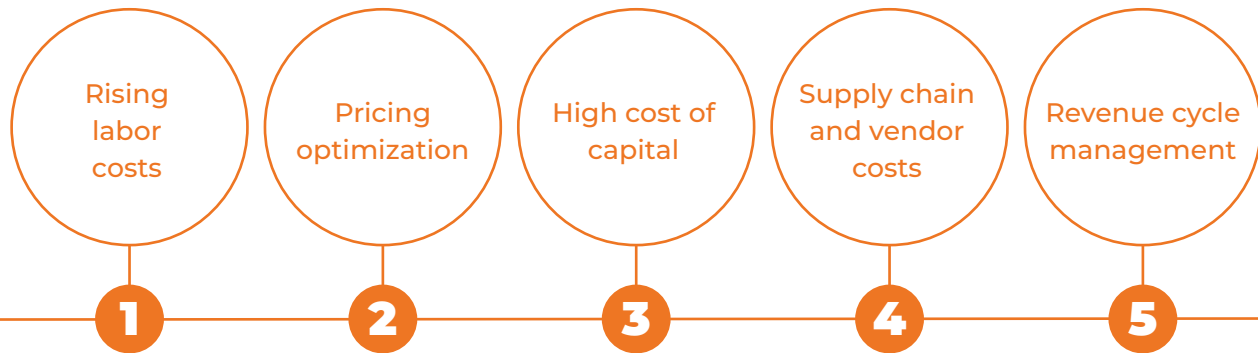 Rising
labor
costs
Pricing
optimization
High cost of
capital
Supply chain
and vendor
costs
Revenue cycle
management
1
2
3
4
5